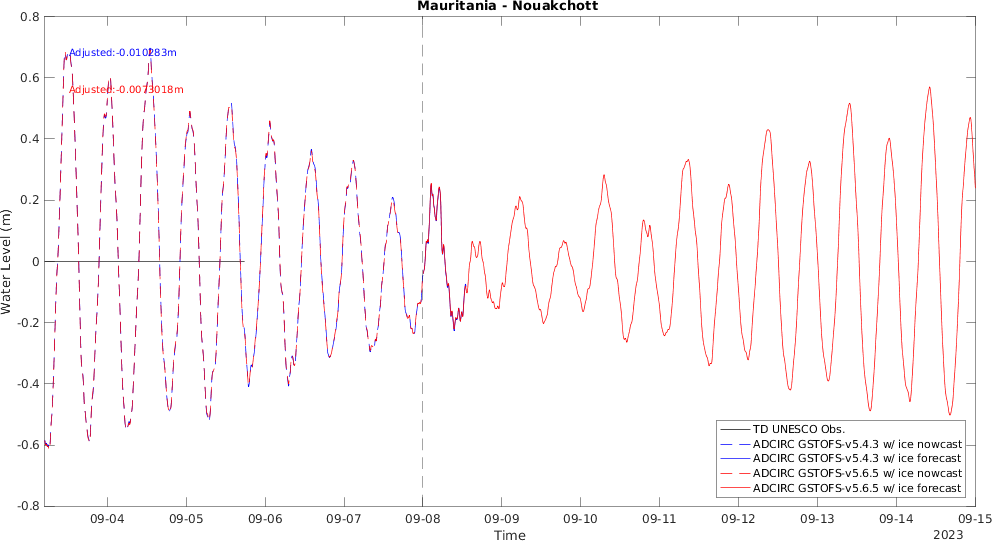 Mauritania - Nouakchott
0.8
0.6
0.4
0.2
0
-0.2
-0.4
-0.6
-0.8
Water Level (m)
Adjusted:-0.010283m
Adjusted:-0.0073018m
TD UNESCO Obs.
ADCIRC GSTOFS-v5.4.3 w/ ice nowcast
ADCIRC GSTOFS-v5.4.3 w/ ice forecast
ADCIRC GSTOFS-v5.6.5 w/ ice nowcast
ADCIRC GSTOFS-v5.6.5 w/ ice forecast
09-04 09-05 09-06 09-07 09-08 09-09 09-10 09-11 09-12 09-13 09-14 09-15
Time
2023